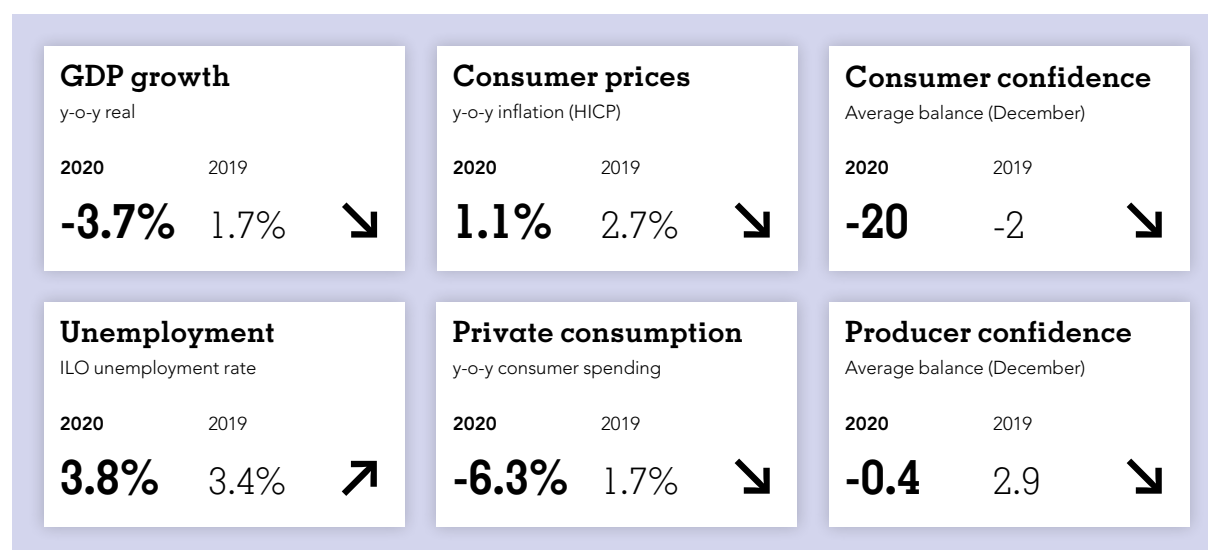 GDP growth
y-o-y real
2020 2019
-3.7% 1.7%
Consumer prices
y-o-y inflation (HICP)
2020 2019
1.1% 2.7%
Consumer confidence
Average balance (December)
2020 2019
-20 -2
Unemployment
ILO unemployment rate
2020 2019
3.8% 3.4%
Private consumption
y-o-y consumer spending
2020 2019
-6.3% 1.7%
Producer confidence
Average balance (December)
2020 2019
-0.4 2.9